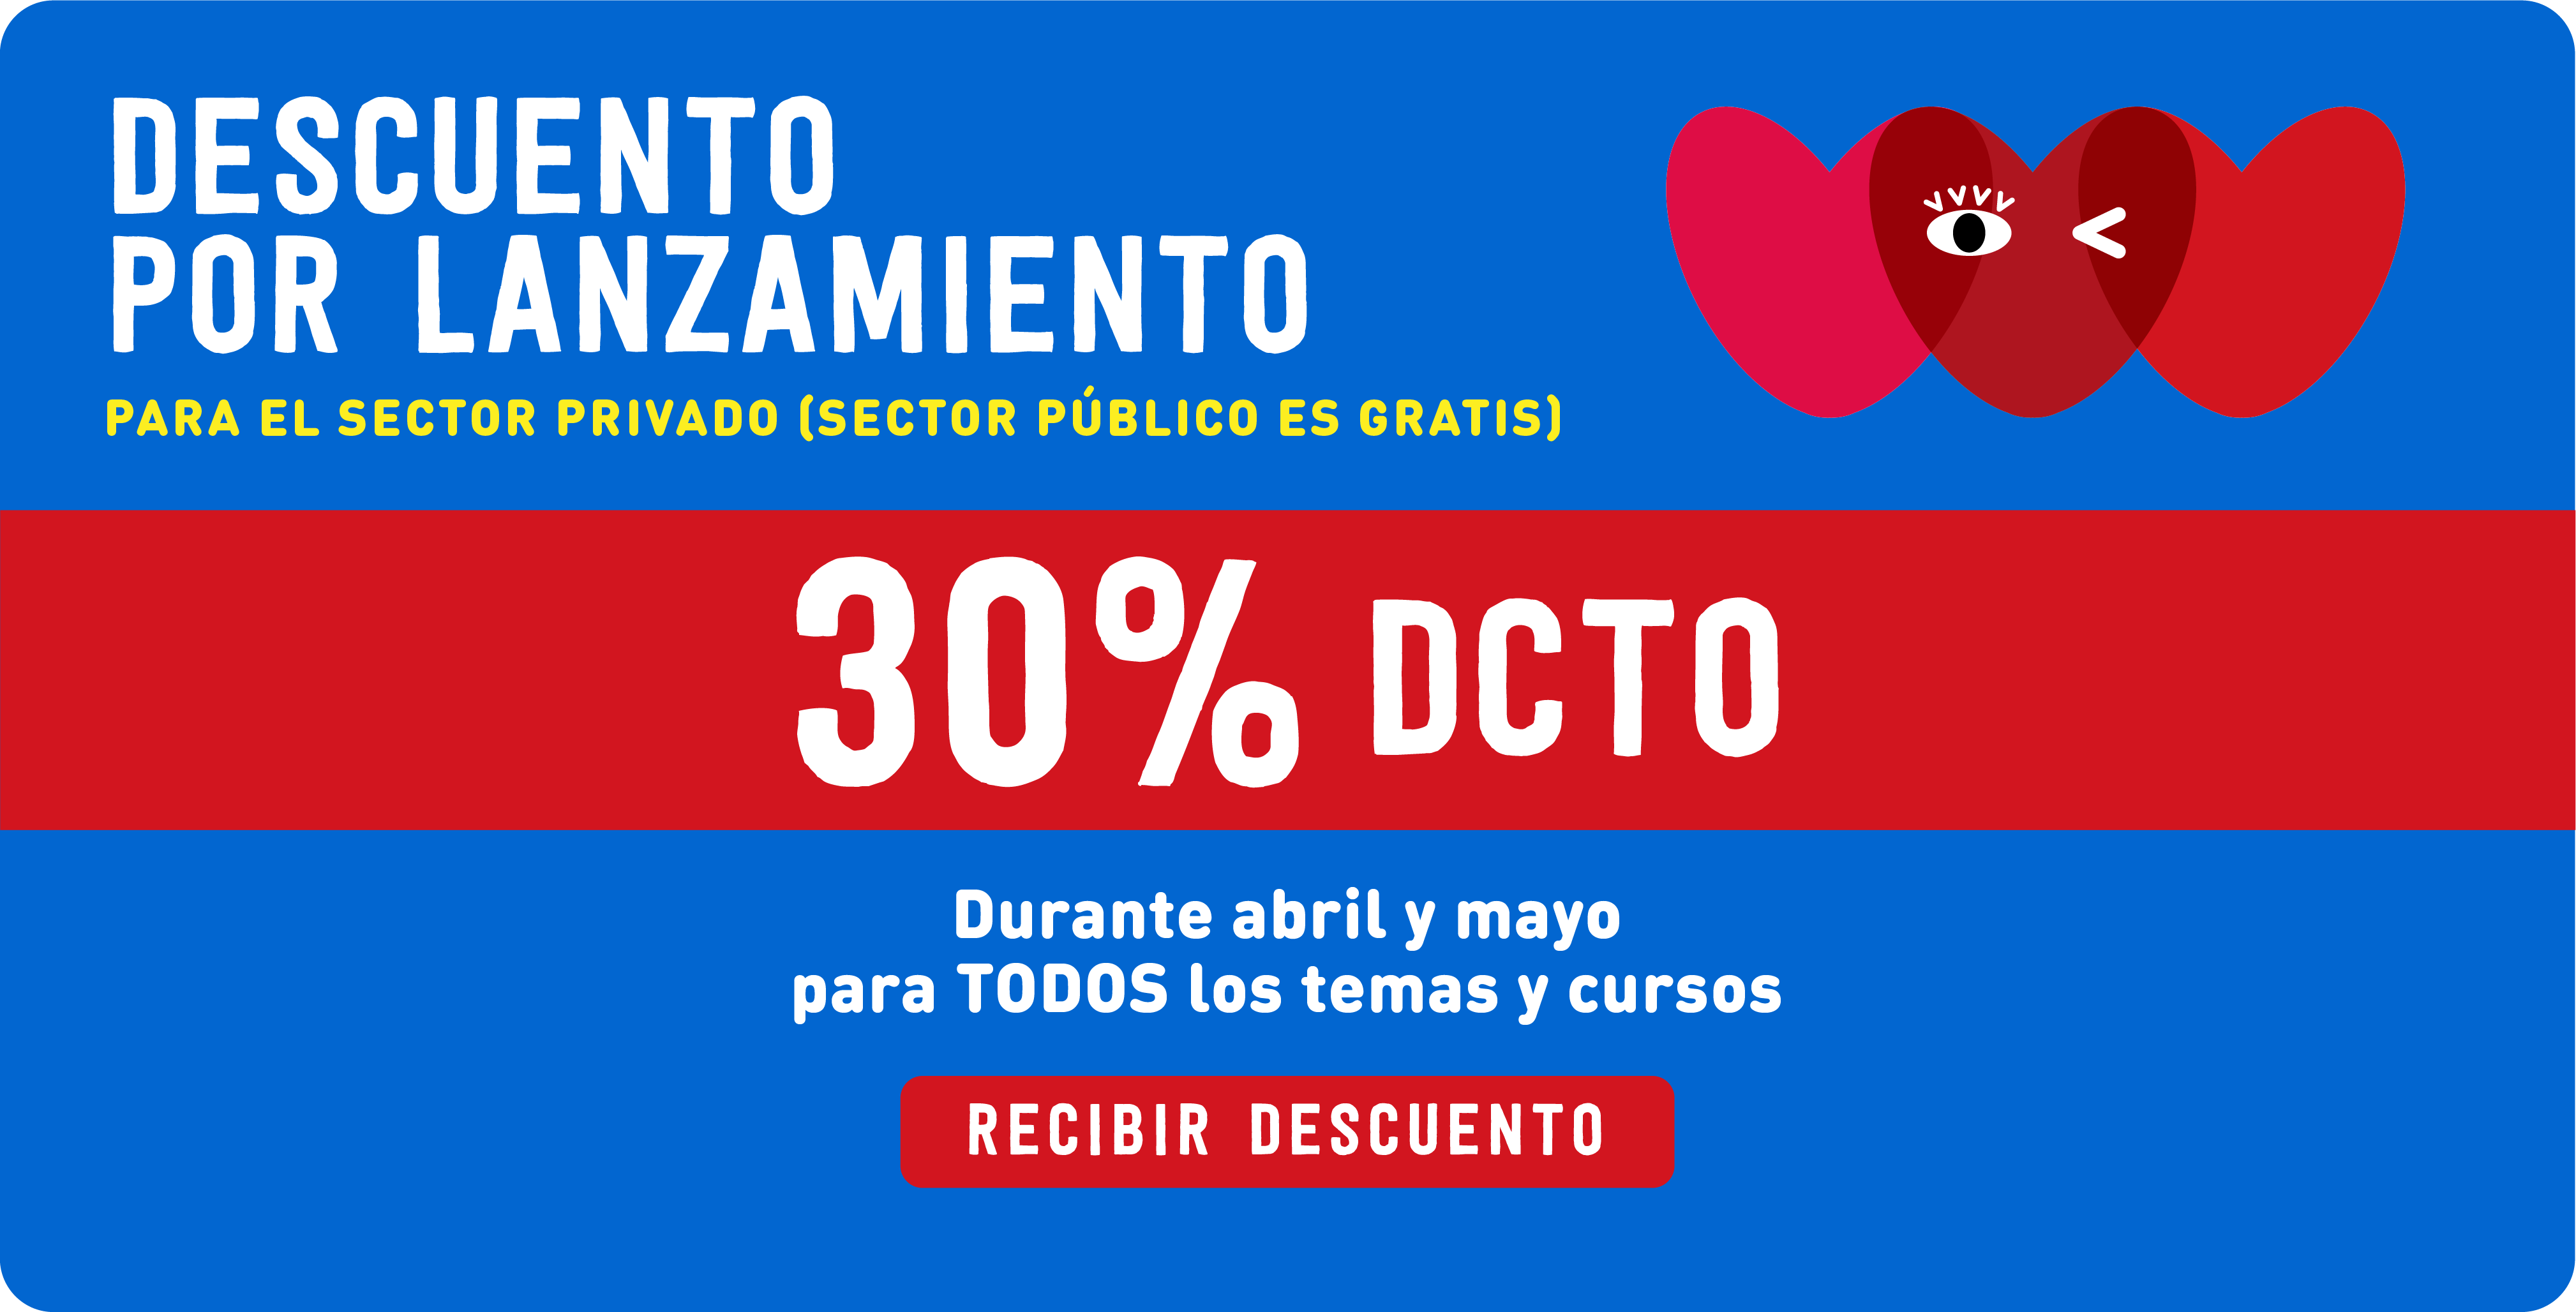 DESCUENTO
POR LANZAMIENTO
PARA EL SECTOR PRIVADO (SECTOR PÚBLICO ES GRATIS)
30% DCTO
Durante abril y mayo
para TODOS los temas y cursos
RECIBIR DESCUENTO